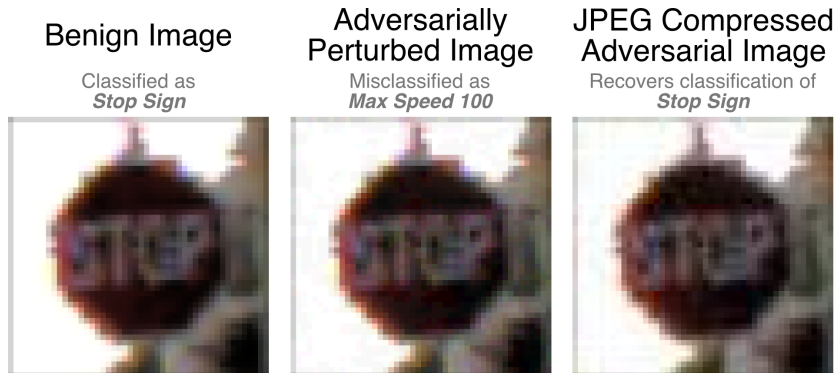 Benign Image
Classified as
Stop Sign
Adversarially
Perturbed Image
Misclassified as
Max Speed 100
JPEG Compressed
Adversarial Image
Recovers classification of
Stop Sign
STOP
STOP
STOP